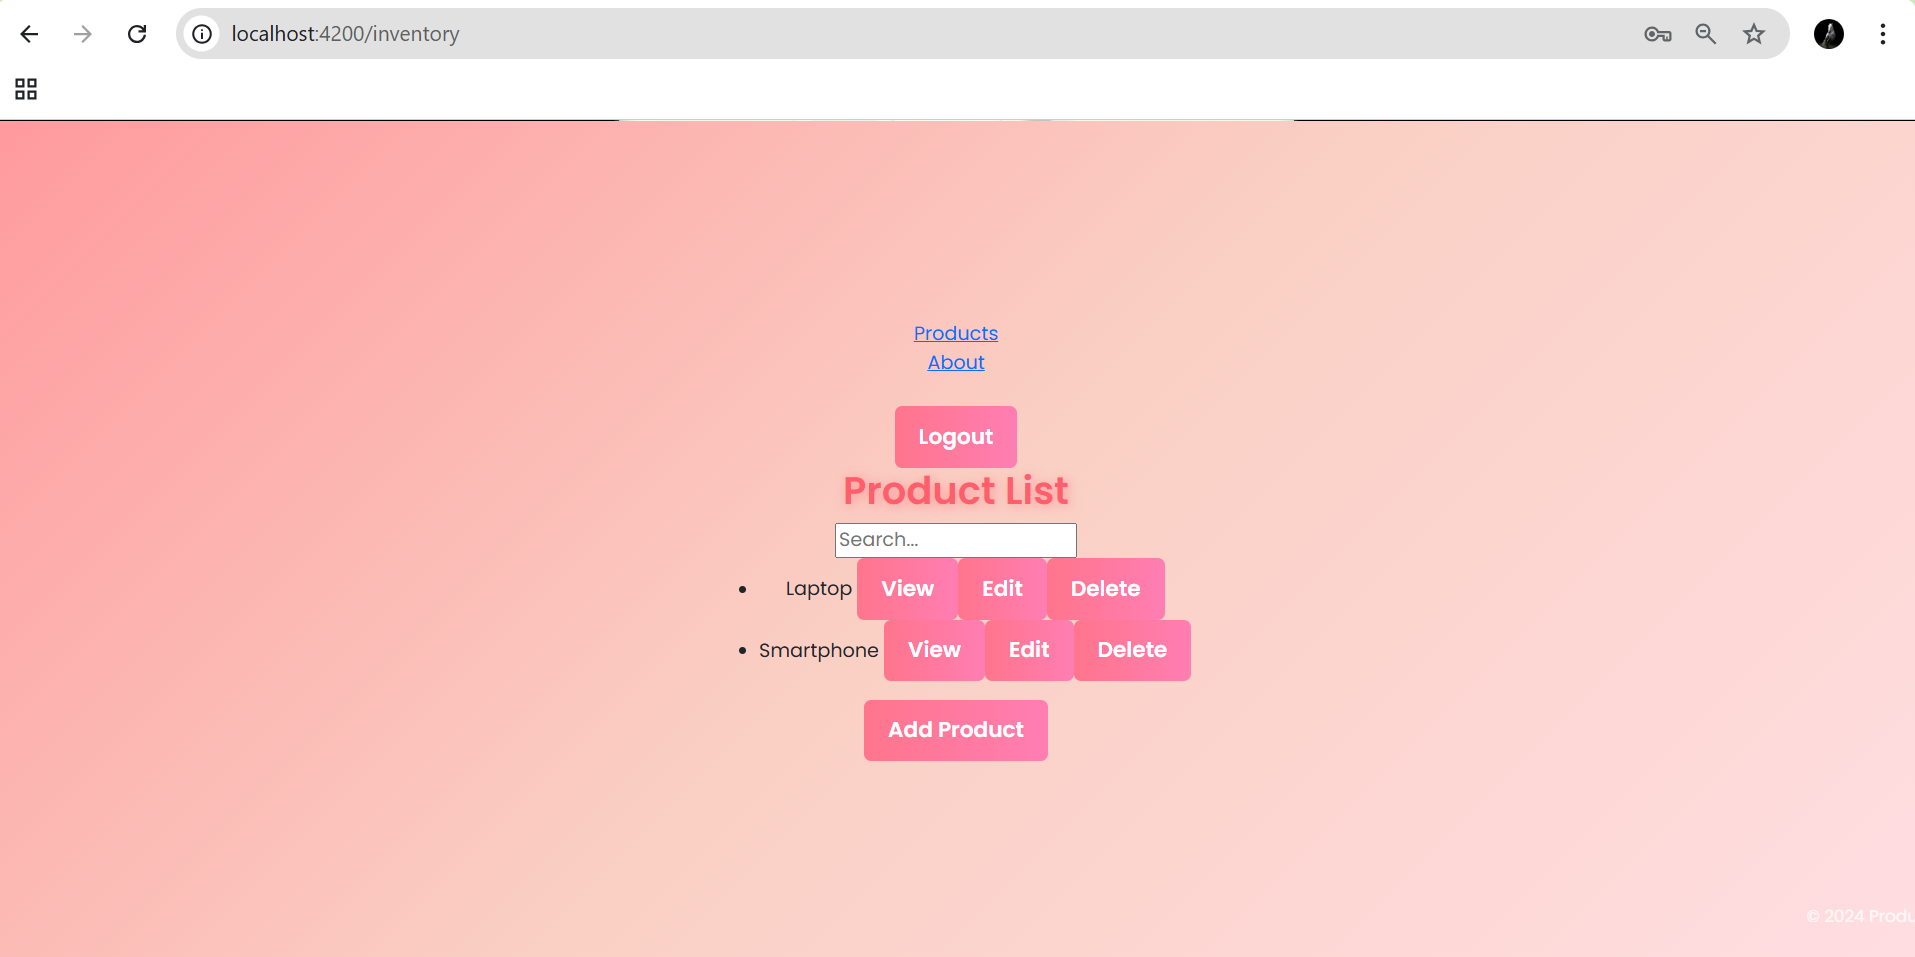 localhost:4200/inventory
Products
About
Logout
Product List
Search...
Laptop View Edit Delete
Smartphone View Edit Delete
Add Product
© 2024 Produ